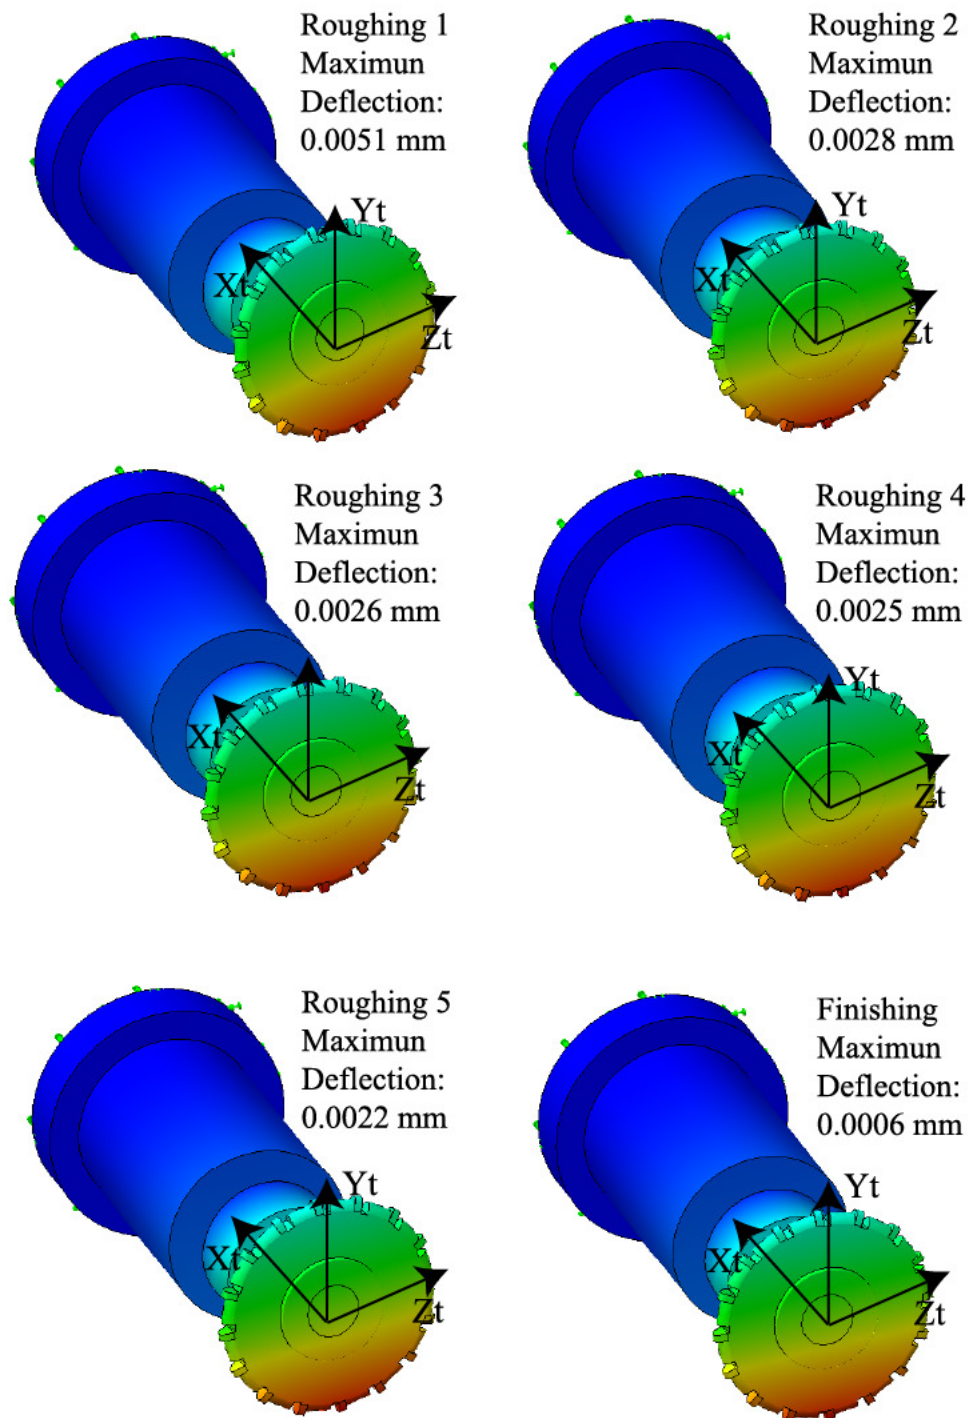 Roughing 1
Maximun
Deflection:
0.0051 mm
Yt
Xt
Zt
Roughing 2
Maximun
Deflection:
0.0028 mm
Yt
Xt
Zt
Roughing 3
Maximun
Deflection:
0.0026 mm
Xt
Zt
Roughing 4
Maximun
Deflection:
0.0025 mm
Yt
Xt
Zt
Roughing 5
Maximun
Deflection:
0.0022 mm
Yt
Xt
Zt
Finishing
Maximun
Deflection:
0.0006 mm
Yt
Xt
Zt